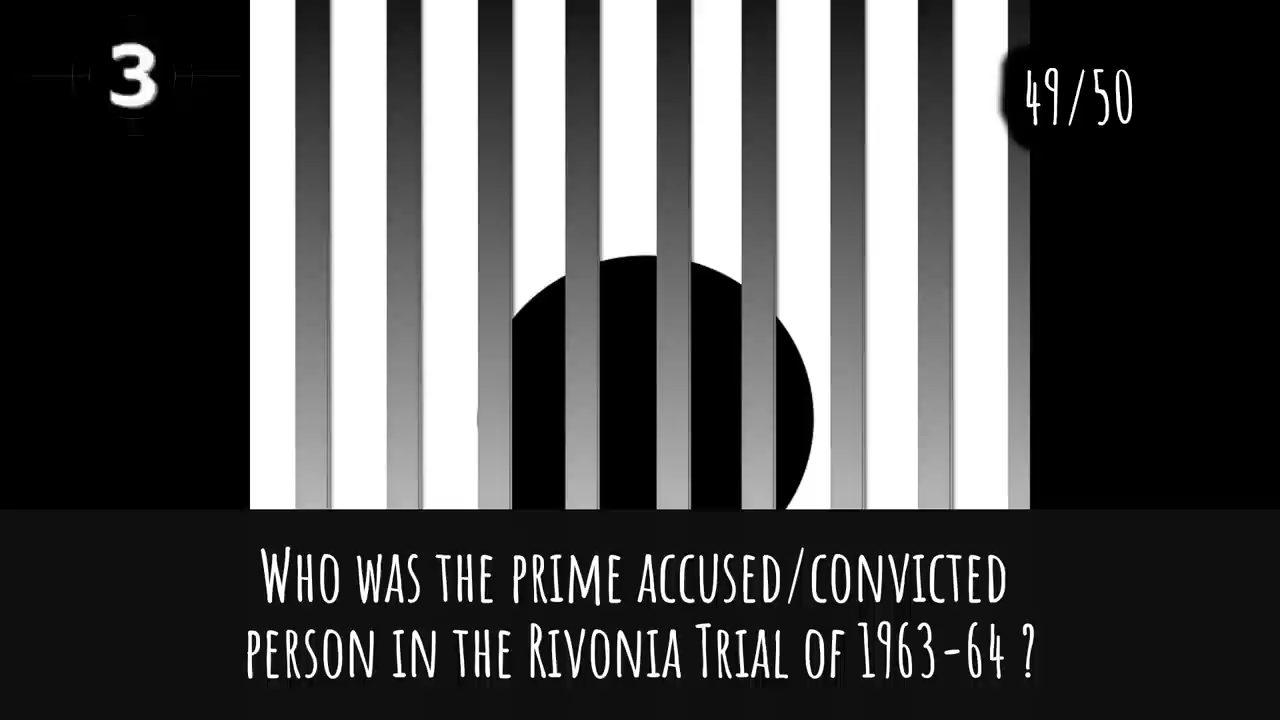 3
49/50
Who was the prime accused/convicted
person in the Rivonia Trial of 1963-64 ?